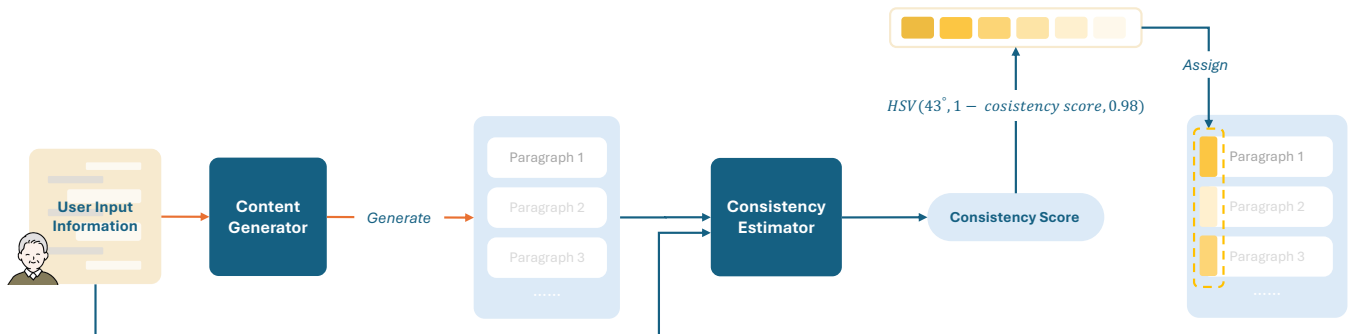 HSV(43°, 1 − cosistency score, 0.98)
Assign
User Input
Information
Content
Generator
Generate
Paragraph 1
Paragraph 2
Paragraph 3
......
Consistency
Estimator
Consistency Score
Paragraph 1
Paragraph 2
Paragraph 3
......